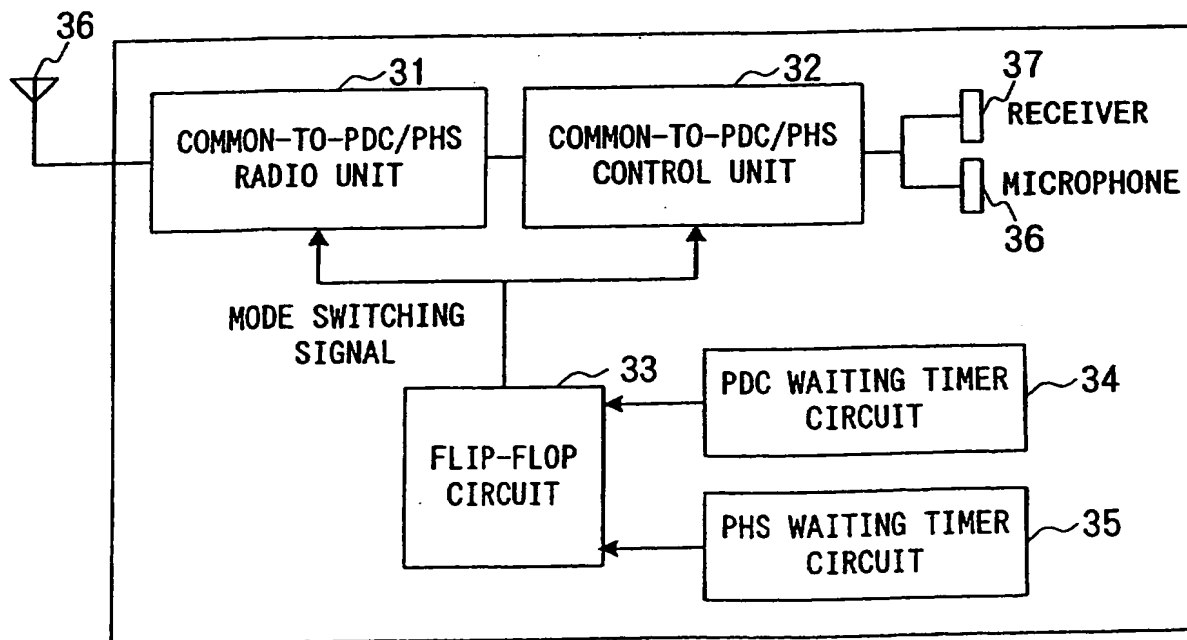 36
31
32
37
COMMON-TO-PDC/PHS
RADIO UNIT
COMMON-TO-PDC/PHS
CONTROL UNIT
RECEIVER
MICROPHONE
36
MODE SWITCHING
SIGNAL
33
FLIP-FLOP
CIRCUIT
PDC WAITING TIMER
CIRCUIT
34
PHS WAITING TIMER
CIRCUIT
35